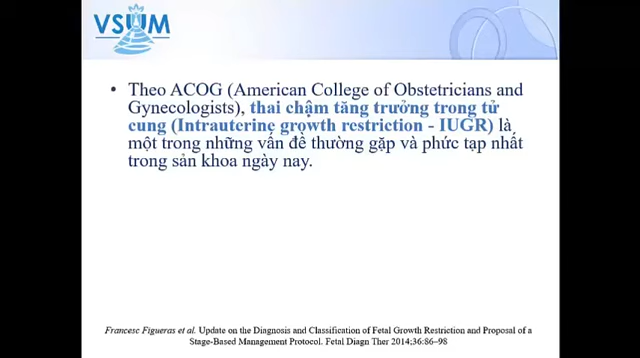 VSUM
• Theo ACOG (American College of Obstetricians and
Gynecologists), thai chậm tăng trưởng trong tử
cung (Intrauterine growth restriction - IUGR) là
một trong những vấn đề thường gặp và phức tạp nhất
trong sản khoa ngày nay.
Francesc Figueras et al. Update on the Diagnosis and Classification of Fetal Growth Restriction and Proposal of a
Stage-Based Management Protocol. Fetal Diagn Ther 2014;36:86–98